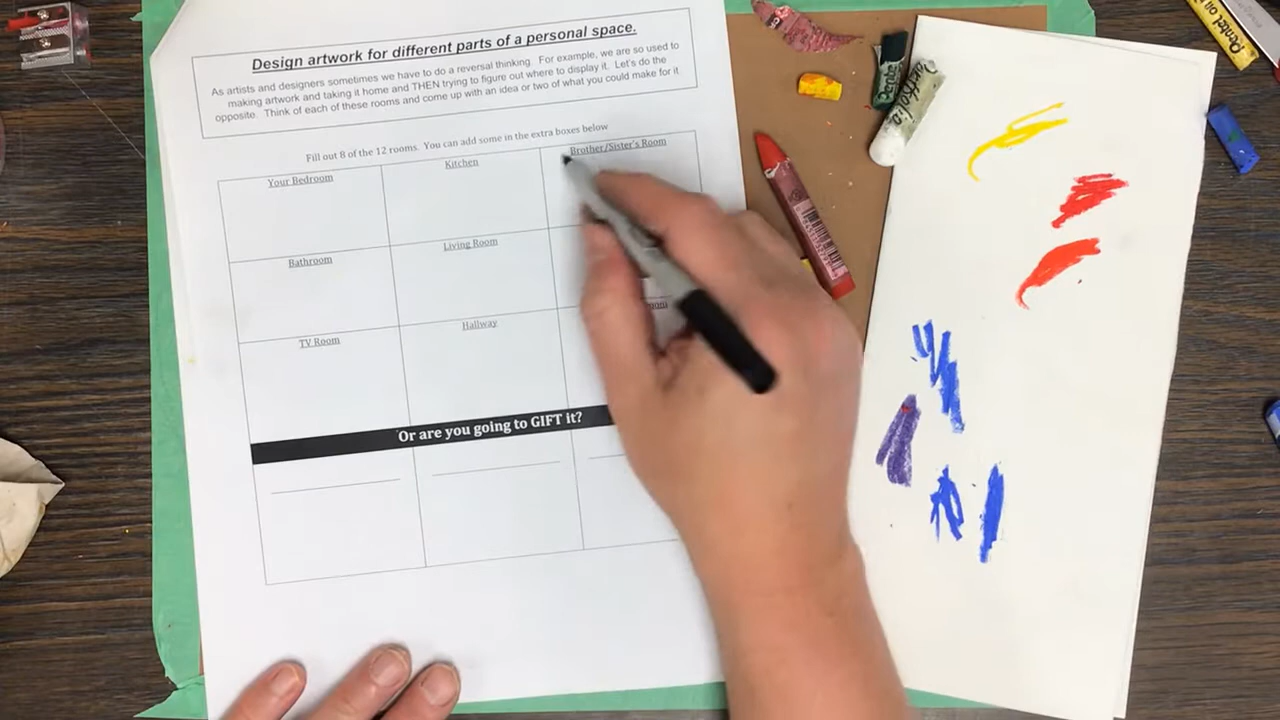 Design artwork for different parts of a personal space.
As artists and designers sometimes we have to do a reversal thinking. For example, we are so used to
making artwork and taking it home and THEN trying to figure out where to display it. Let's do the
opposite. Think of each of these rooms and come up with an idea or two of what you could make for it
Fill out 8 of the 12 rooms. You can add some in the extra boxes below
Your Bedroom
Kitchen
Brother/Sister's Room
Bathroom
Living Room
TV Room
Hallway
Or are you going to GIFT it?
Pentel
Portfolio
Pentel Oil